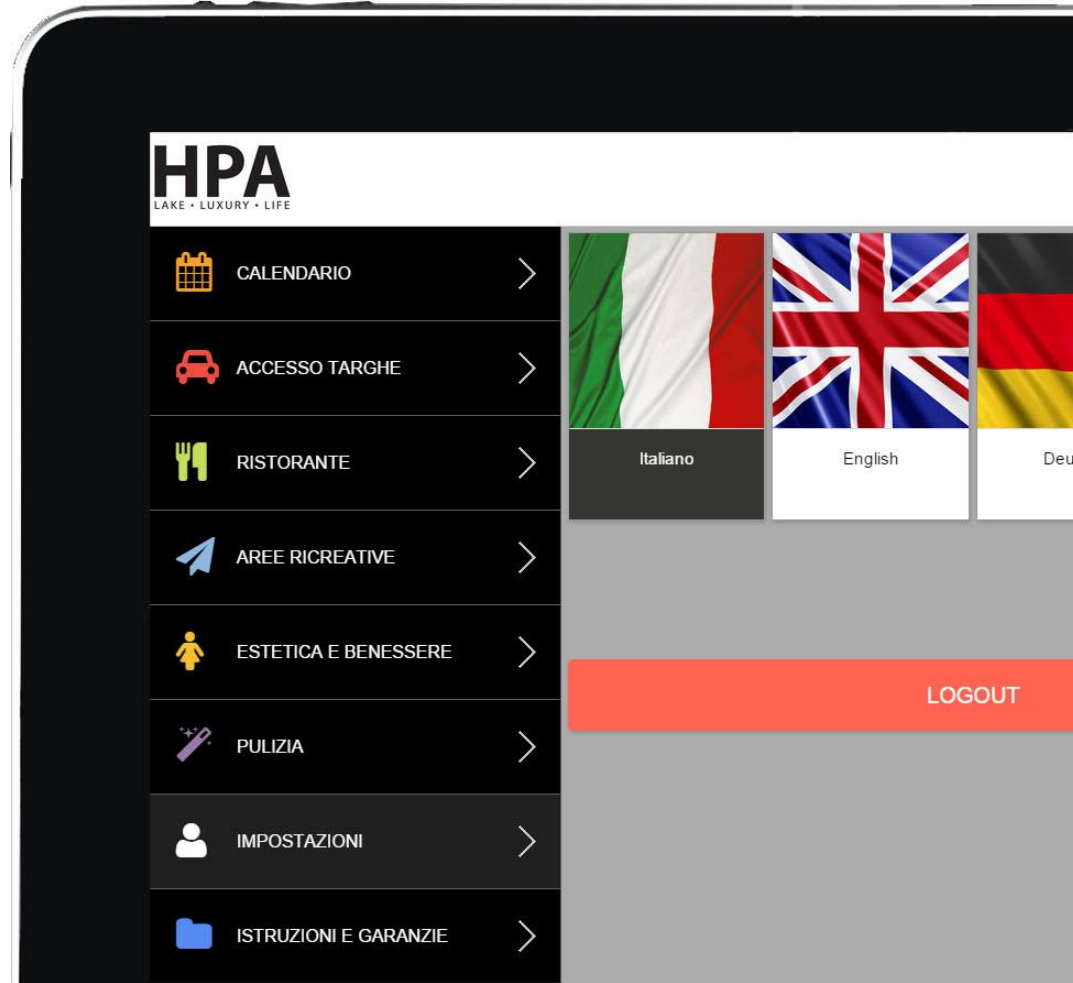 HPA
LAKE • LUXURY • LIFE
CALENDARIO
ACCESSO TARGHE
RISTORANTE
AREE RICREATIVE
ESTETICA E BENESSERE
PULIZIA
IMPOSTAZIONI
ISTRUZIONI E GARANZIE
Italiano
English
Deu
LOGOUT